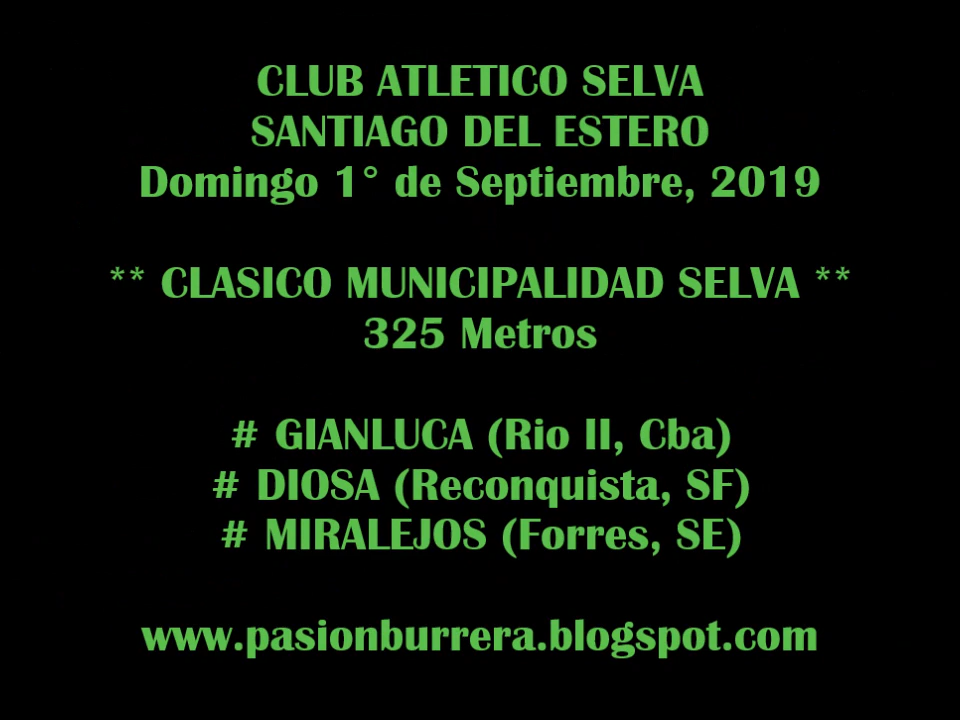 CLUB ATLETICO SELVA
SANTIAGO DEL ESTERO
Domingo 1° de Septiembre, 2019
** CLASICO MUNICIPALIDAD SELVA **
325 Metros
# GIANLUCA (Rio II, Cba)
# DIOSA (Reconquista, SF)
# MIRALEJOS (Forres, SE)
www.pasionburrera.blogspot.com